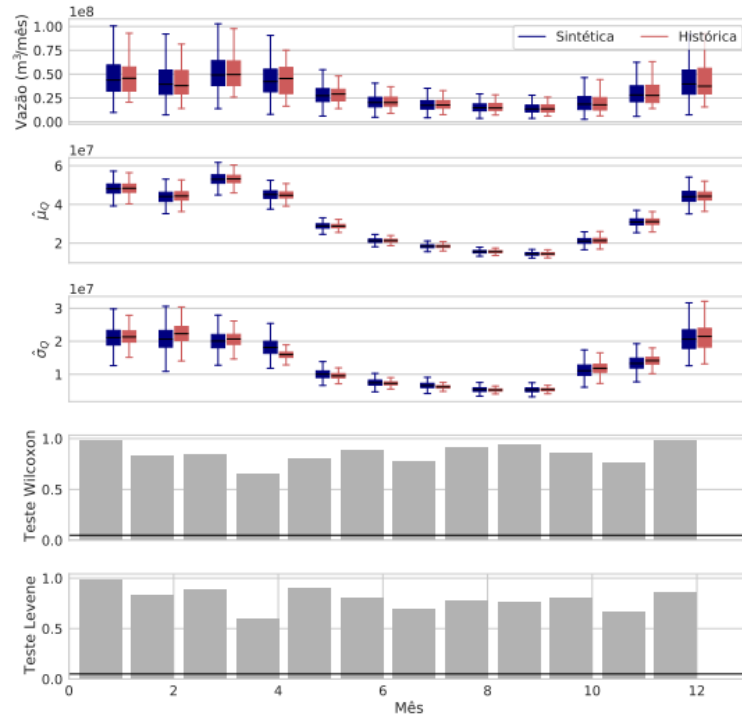 1e8
Vazão (m³/mês)
1.00
0.75
0.50
0.25
0.00
Sintética
Histórica
1e7
μ̂_Q
6
4
2
1e7
σ̂_Q
3
2
1
Teste Wilcoxon
1.0
0.5
0.0
Teste Levene
1.0
0.5
0.0
0 2 4 6 8 10 12
Mês